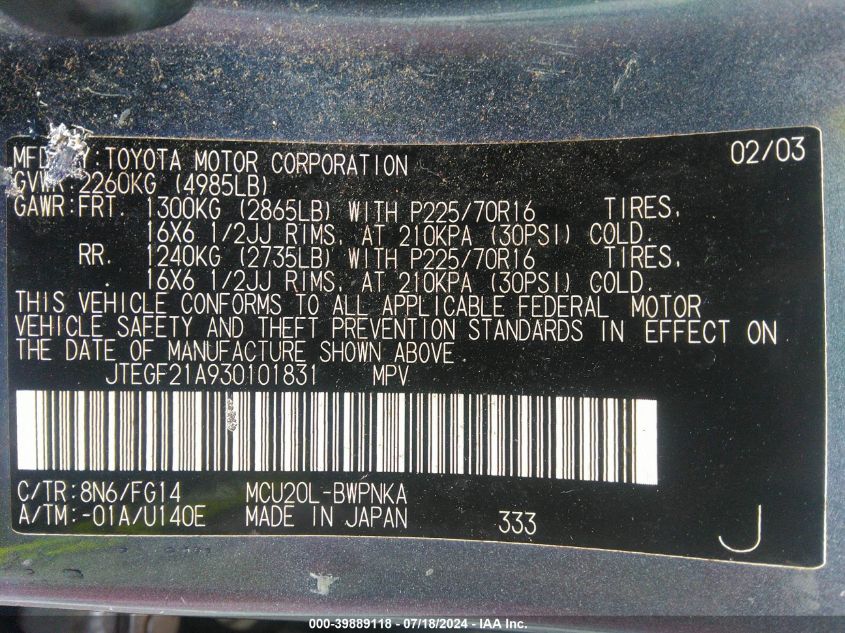 MFD BY:TOYOTA MOTOR CORPORATION 02/03
GVWR:2260KG (4985LB)
GAWR:FRT. 1300KG (2865LB) WITH P225/70R16 TIRES,
16X6 1/2JJ RIMS, AT 210KPA (30PSI) COLD.
RR. 1240KG (2735LB) WITH P225/70R16 TIRES,
16X6 1/2JJ RIMS, AT 210KPA (30PSI) COLD.
THIS VEHICLE CONFORMS TO ALL APPLICABLE FEDERAL MOTOR
VEHICLE SAFETY AND THEFT PREVENTION STANDARDS IN EFFECT ON
THE DATE OF MANUFACTURE SHOWN ABOVE.
JTEGF21A930101831 MPV
C/TR:8N6/FG14 MCU20L-BWPNKA
A/TM:-01A/U140E MADE IN JAPAN 333 J
000-39889118 - 07/18/2024 - IAA Inc.